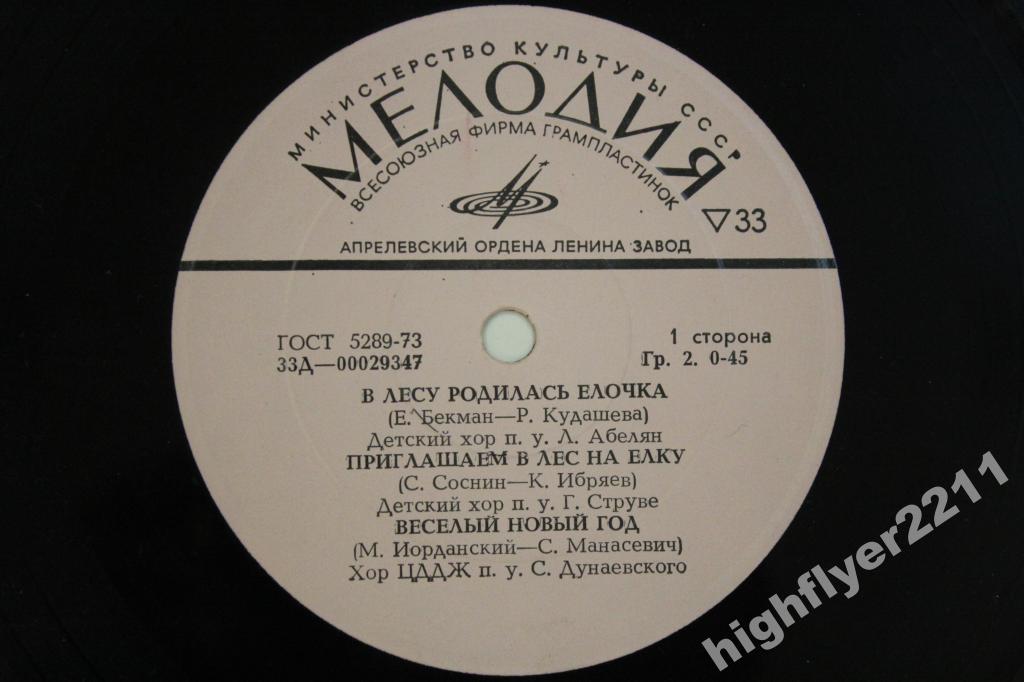 МИНИСТЕРСТВО КУЛЬТУРЫ СССР
МЕЛОДИЯ
ВСЕСОЮЗНАЯ ФИРМА ГРАМПЛАСТИНОК
▽33
АПРЕЛЕВСКИЙ ОРДЕНА ЛЕНИНА ЗАВОД
ГОСТ 5289-73
1 сторона
33Д—00029347
Гр. 2. 0-45
В ЛЕСУ РОДИЛАСЬ ЕЛОЧКА
(Е. Бекман—Р. Кудашева)
Детский хор п. у. Л. Абелян
ПРИГЛАШАЕМ В ЛЕС НА ЕЛКУ
(С. Соснин—К. Ибряев)
Детский хор п. у. Г. Струве
ВЕСЕЛЫЙ НОВЫЙ ГОД
(М. Иорданский—С. Манасевич)
Хор ЦДДЖ п. у. С. Дунаевского
highflyer2211